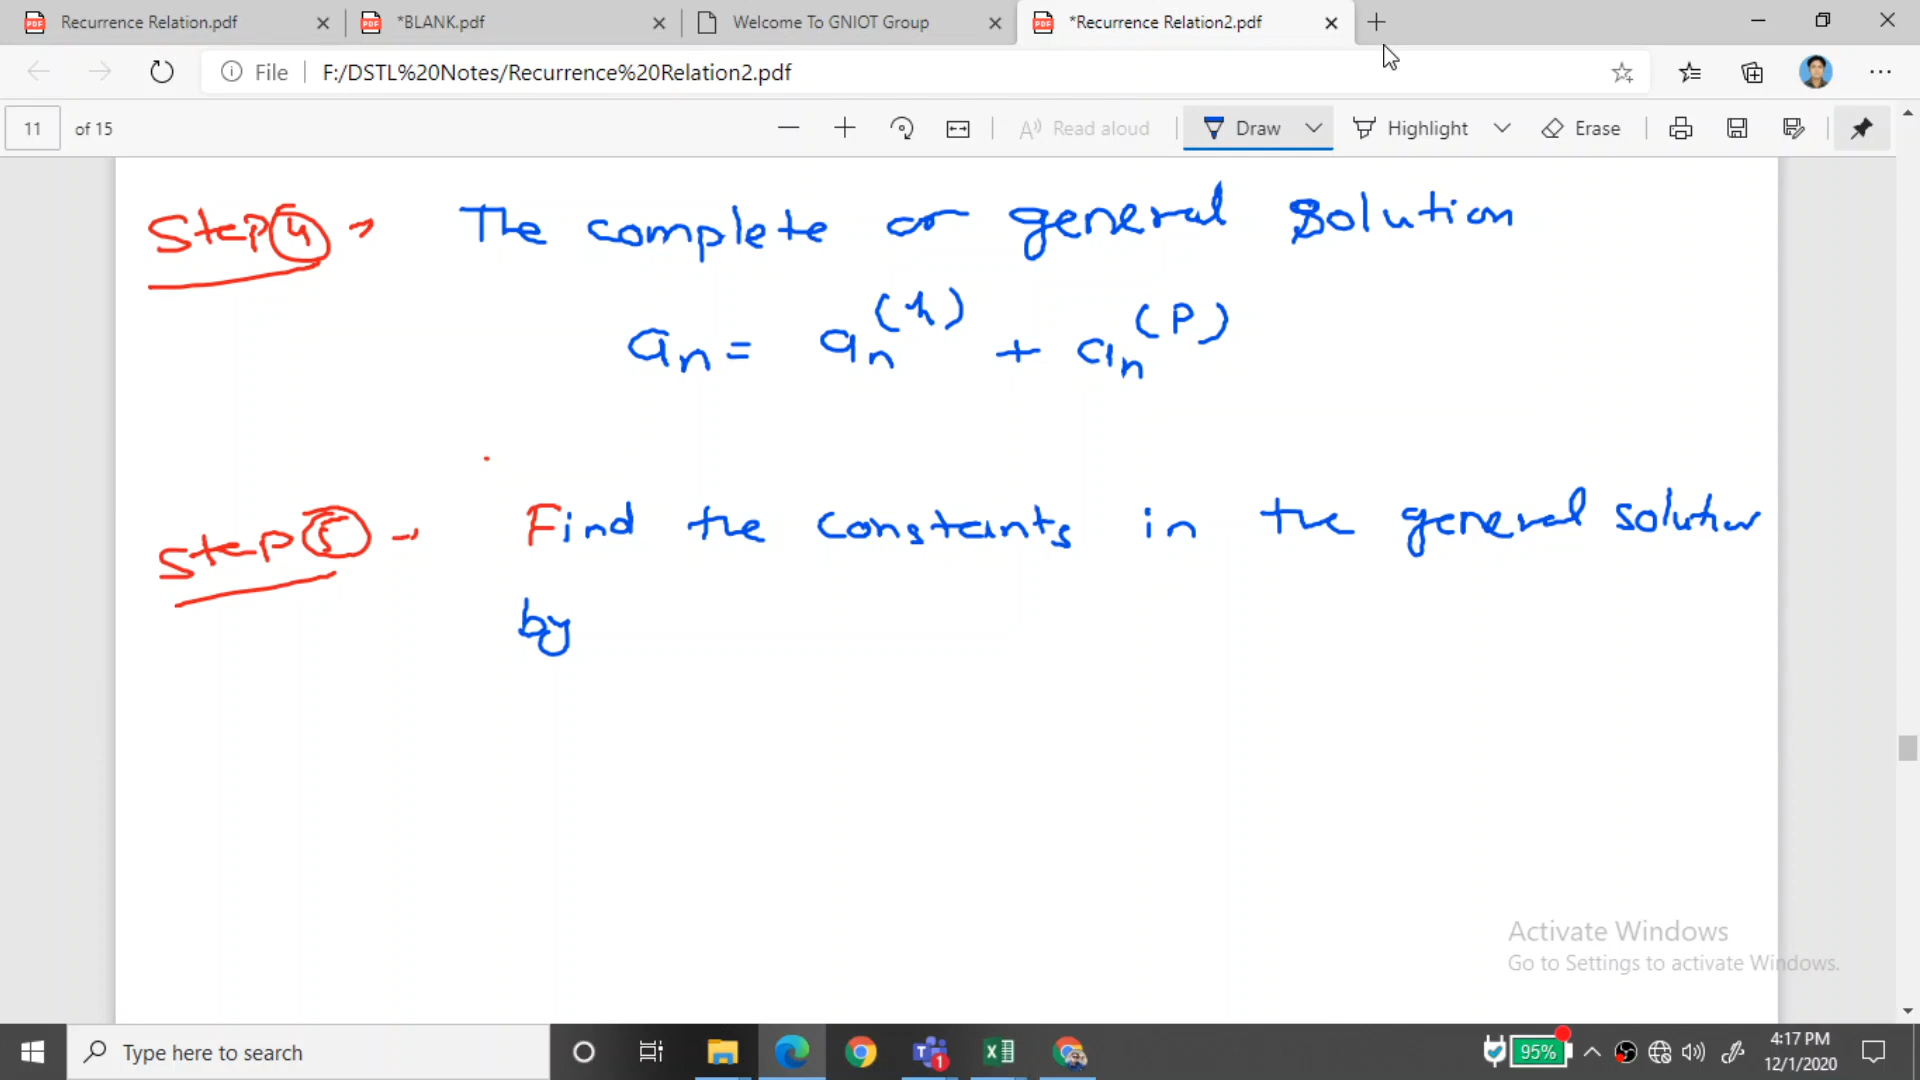 Recurrence Relation.pdf
*BLANK.pdf
Welcome To GNIOT Group
*Recurrence Relation2.pdf
File
F:/DSTL%20Notes/Recurrence%20Relation2.pdf
11 of 15
Read aloud
Draw
Highlight
Erase
Step 4 → The complete or general Solution
aₙ = aₙ⁽ʰ⁾ + aₙ⁽ᴾ⁾
Step 5 → Find the constants in the general solution
by
Activate Windows
Go to Settings to activate Windows.
Type here to search
1
95%
4:17 PM
12/1/2020